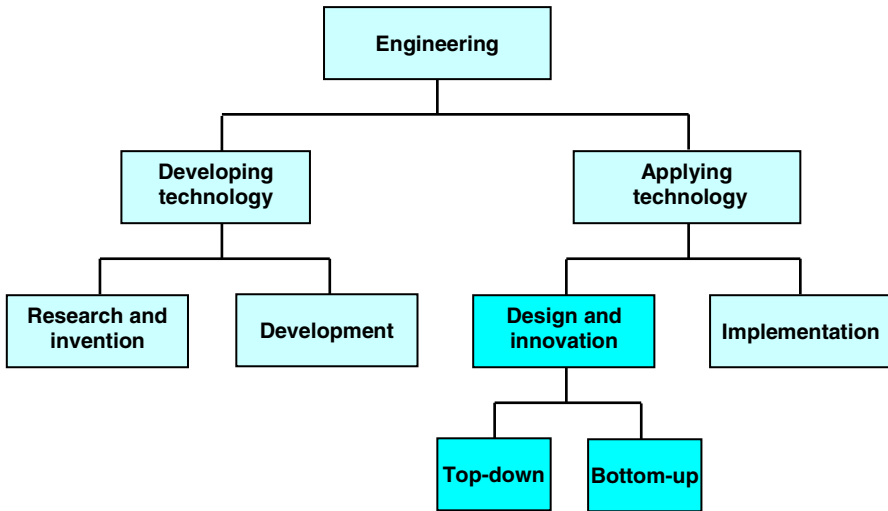 Engineering
Developing
technology
Applying
technology
Research and
invention
Development
Design and
innovation
Implementation
Top-down
Bottom-up